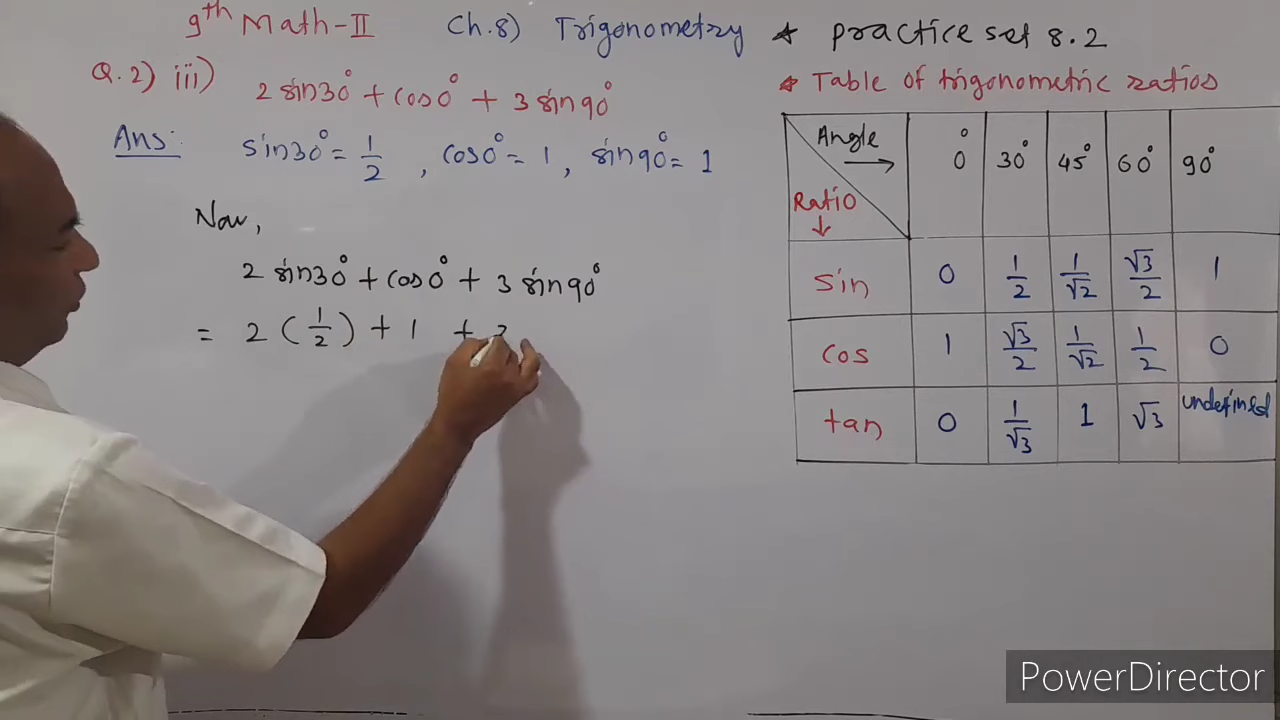 9th Math-II Ch.8) Trigonometry ★ practice set 8.2
Q.2) iii) 2 sin30° + cos0° + 3 sin90°
Ans: sin30° = 1/2 , cos0° = 1 , sin90° = 1
Now,
2 sin30° + cos0° + 3 sin90°
= 2 (1/2) + 1 +
★ Table of trigonometric ratios
Angle → 0° 30° 45° 60° 90°
Ratio ↓
sin 0 1/2 1/√2 √3/2 1
cos 1 √3/2 1/√2 1/2 0
tan 0 1/√3 1 √3 undefined
PowerDirector